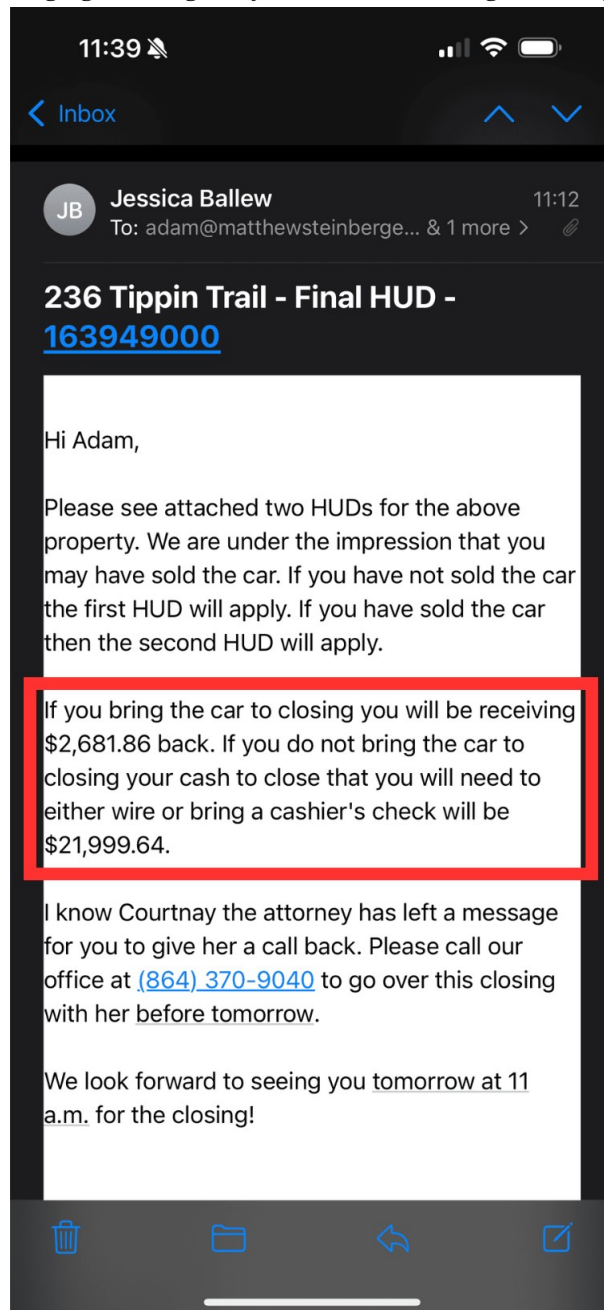 11:39
Inbox
JB
Jessica Ballew
11:12
To: adam@matthewsteinberge... & 1 more >
236 Tippin Trail - Final HUD -
163949000
Hi Adam,
Please see attached two HUDs for the above
property. We are under the impression that you
may have sold the car. If you have not sold the car
the first HUD will apply. If you have sold the car
then the second HUD will apply.
If you bring the car to closing you will be receiving
$2,681.86 back. If you do not bring the car to
closing your cash to close that you will need to
either wire or bring a cashier's check will be
$21,999.64.
I know Courtnay the attorney has left a message
for you to give her a call back. Please call our
office at (864) 370-9040 to go over this closing
with her before tomorrow.
We look forward to seeing you tomorrow at 11
a.m. for the closing!